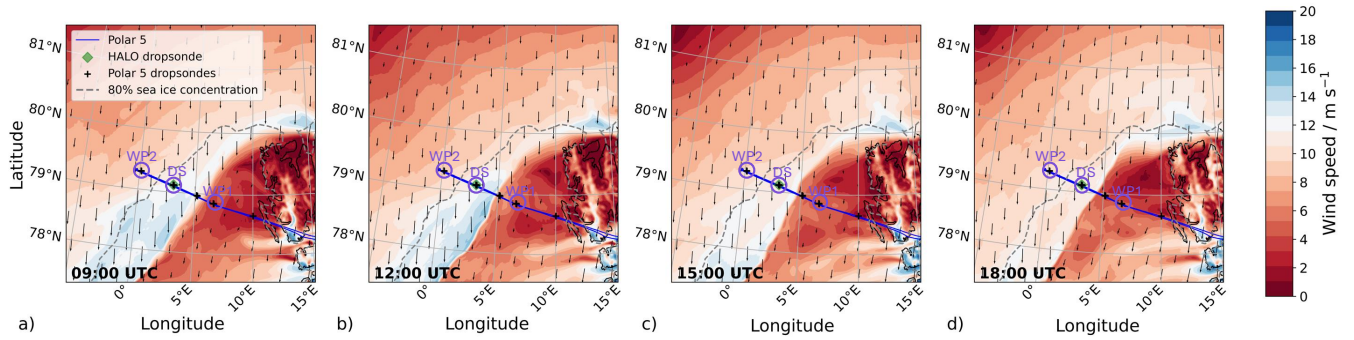 Polar 5
HALO dropsonde
Polar 5 dropsondes
80% sea ice concentration
Latitude
81°N
80°N
79°N
78°N
WP2
DS
WP1
09:00 UTC
0°
5°E
10°E
15°E
a)
Longitude
81°N
80°N
79°N
78°N
WP2
DS
WP1
12:00 UTC
0°
5°E
10°E
15°E
b)
Longitude
81°N
80°N
79°N
78°N
WP2
DS
WP1
15:00 UTC
0°
5°E
10°E
15°E
c)
Longitude
81°N
80°N
79°N
78°N
WP2
DS
WP1
18:00 UTC
0°
5°E
10°E
15°E
d)
Longitude
20
18
16
14
12
10
8
6
4
2
0
Wind speed / m s⁻¹